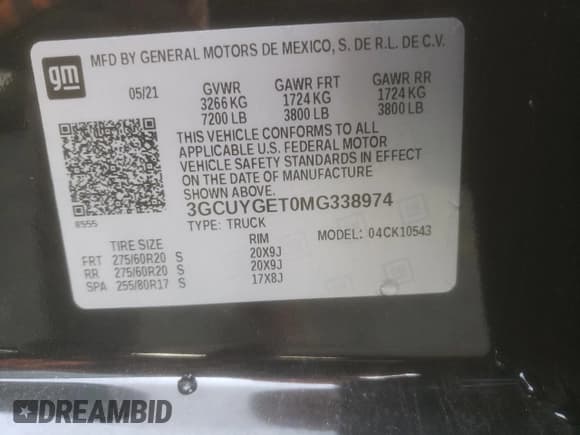 gm
MFD BY GENERAL MOTORS DE MEXICO, S. DE R.L. DE C.V.
05/21 GVWR GAWR FRT GAWR RR
3266 KG 1724 KG 1724 KG
7200 LB 3800 LB 3800 LB
THIS VEHICLE CONFORMS TO ALL
APPLICABLE U.S. FEDERAL MOTOR
VEHICLE SAFETY STANDARDS IN EFFECT
ON THE DATE OF MANUFACTURE
SHOWN ABOVE.
3GCUYGET0MG338974
TYPE: TRUCK MODEL: 04CK10543
6555
TIRE SIZE RIM
FRT 275/60R20 S 20X9J
RR 275/60R20 S 20X9J
SPA 255/80R17 S 17X8J
DREAMBID